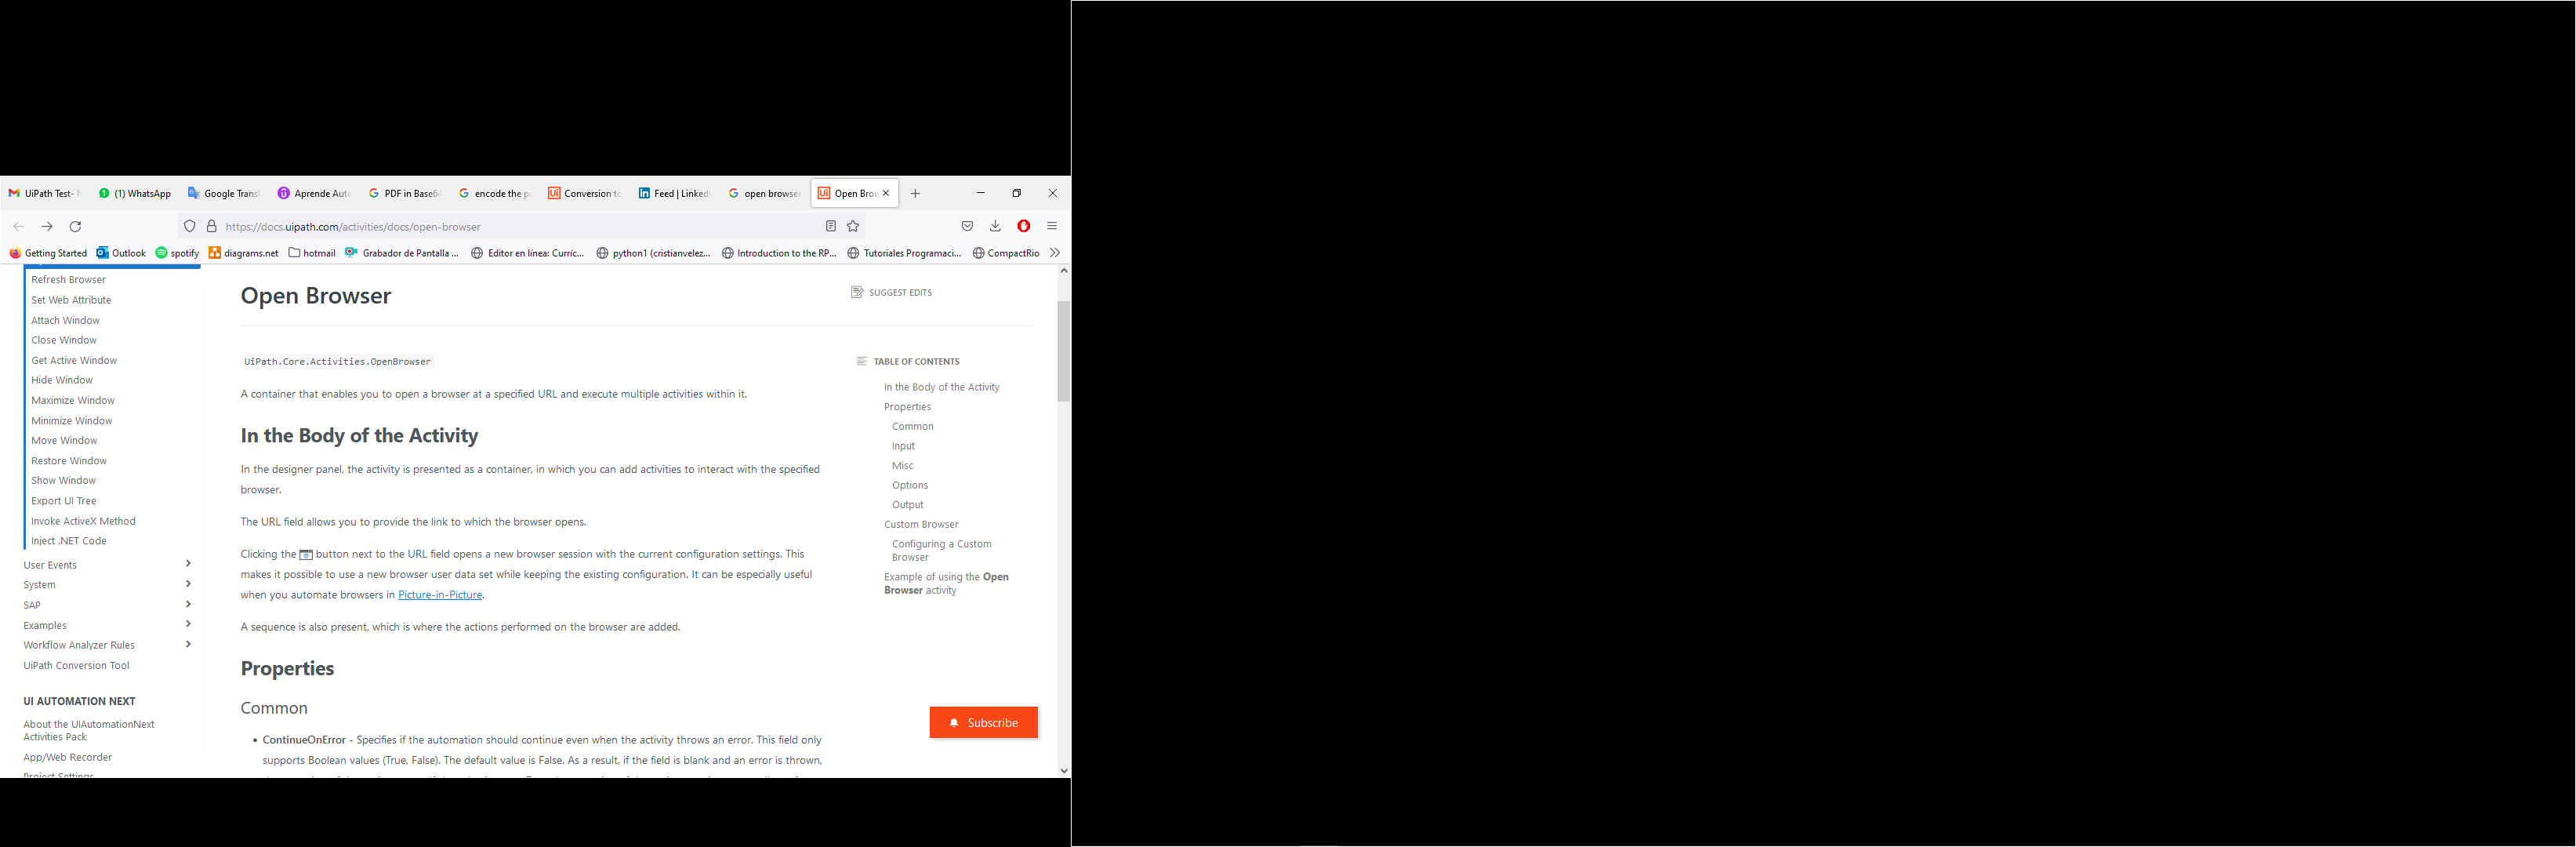 UiPath Test-
(1) WhatsApp
Google Trans
Aprende Auto
PDF in Base64
encode the p
Conversion to
Feed | LinkedI
open browser
Open Brow
https://docs.uipath.com/activities/docs/open-browser
Getting Started
Outlook
spotify
diagrams.net
hotmail
Grabador de Pantalla ...
Editor en línea: Curríc...
python1 (cristianvelez...
Introduction to the RP...
Tutoriales Programaci...
CompactRio
Refresh Browser
Set Web Attribute
Attach Window
Close Window
Get Active Window
Hide Window
Maximize Window
Minimize Window
Move Window
Restore Window
Show Window
Export UI Tree
Invoke ActiveX Method
Inject .NET Code
User Events
System
SAP
Examples
Workflow Analyzer Rules
UiPath Conversion Tool
UI AUTOMATION NEXT
About the UIAutomationNext
Activities Pack
App/Web Recorder
Project Settings
Open Browser
SUGGEST EDITS
UiPath.Core.Activities.OpenBrowser
A container that enables you to open a browser at a specified URL and execute multiple activities within it.
In the Body of the Activity
In the designer panel, the activity is presented as a container, in which you can add activities to interact with the specified
browser.
The URL field allows you to provide the link to which the browser opens.
Clicking the button next to the URL field opens a new browser session with the current configuration settings. This
makes it possible to use a new browser user data set while keeping the existing configuration. It can be especially useful
when you automate browsers in Picture-in-Picture.
A sequence is also present, which is where the actions performed on the browser are added.
Properties
Common
• ContinueOnError - Specifies if the automation should continue even when the activity throws an error. This field only
supports Boolean values (True, False). The default value is False. As a result, if the field is blank and an error is thrown,
TABLE OF CONTENTS
In the Body of the Activity
Properties
Common
Input
Misc
Options
Output
Custom Browser
Configuring a Custom
Browser
Example of using the Open
Browser activity
Subscribe